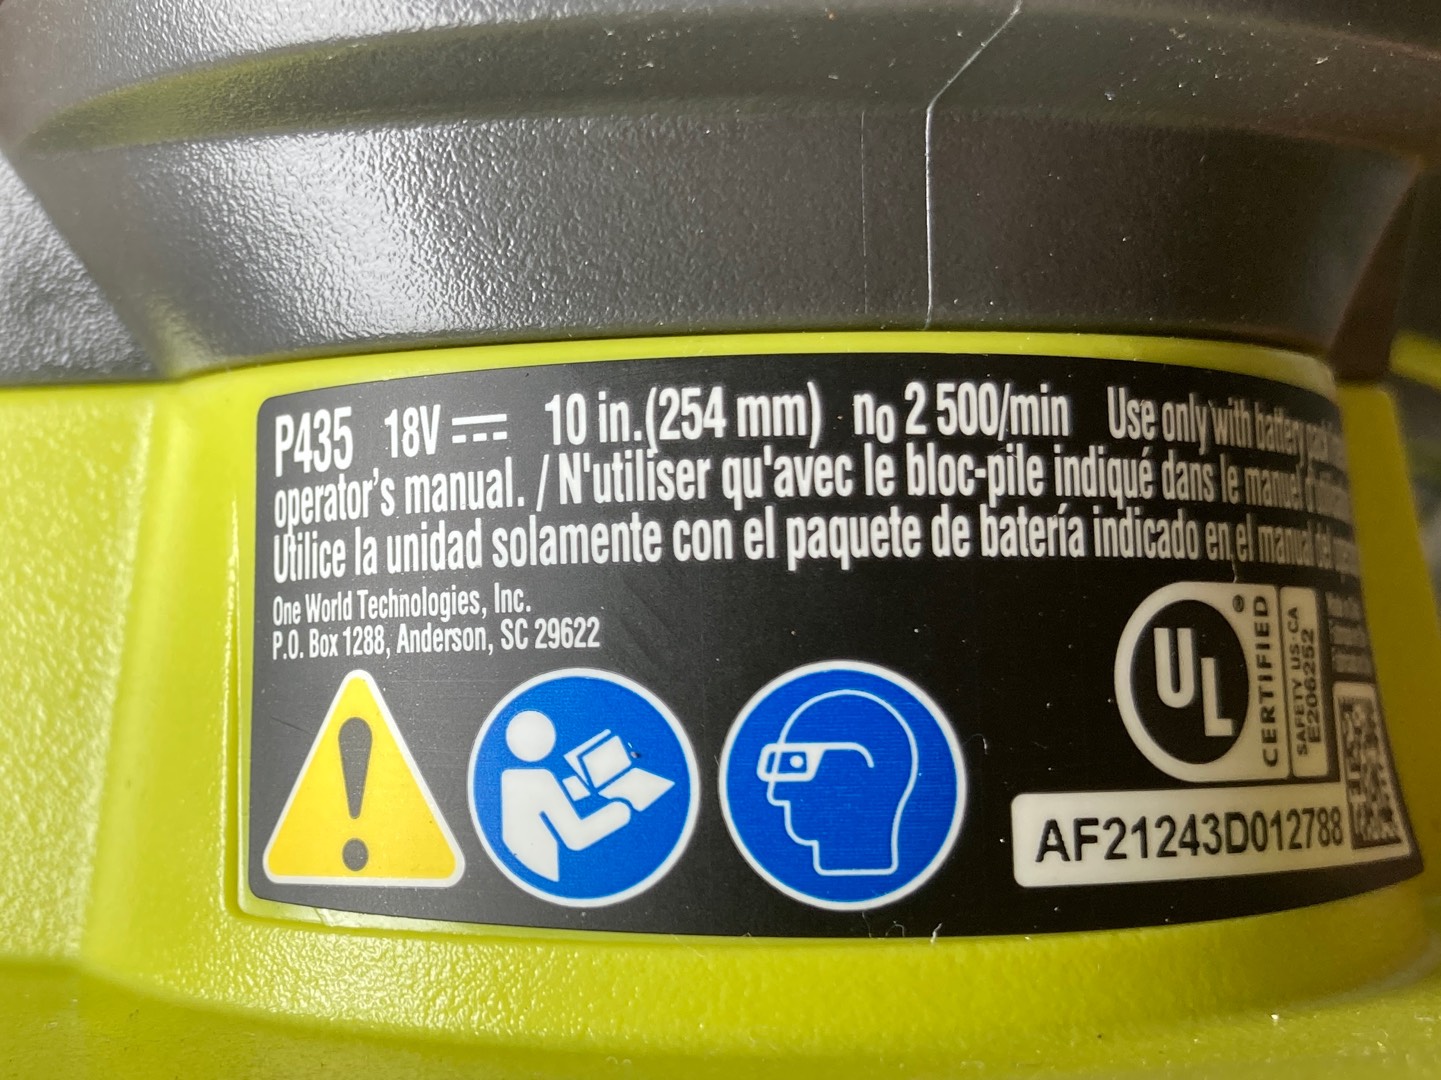 P435 18V 10 in.(254 mm) no 2 500/min Use only with battery pack
operator's manual. / N'utiliser qu'avec le bloc-pile indiqué dans le manuel
Utilice la unidad solamente con el paquete de batería indicado en el manual del
One World Technologies, Inc.
P.O. Box 1288, Anderson, SC 29622
UL ®
CERTIFIED
SAFETY US-CA
E206252
AF21243D012788